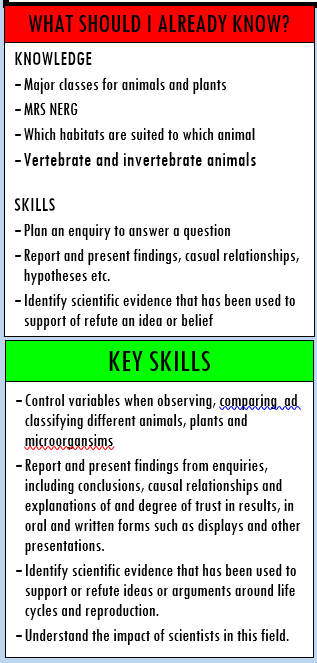 WHAT SHOULD I ALREADY KNOW?
KNOWLEDGE
– Major classes for animals and plants
– MRS NERG
– Which habitats are suited to which animal
– Vertebrate and invertebrate animals
SKILLS
– Plan an enquiry to answer a question
– Report and present findings, casual relationships,
hypotheses etc.
– Identify scientific evidence that has been used to
support of refute an idea or belief
KEY SKILLS
– Control variables when observing, comparing ad
classifying different animals, plants and
microorgansims
– Report and present findings from enquiries,
including conclusions, causal relationships and
explanations of and degree of trust in results, in
oral and written forms such as displays and other
presentations.
– Identify scientific evidence that has been used to
support or refute ideas or arguments around life
cycles and reproduction.
– Understand the impact of scientists in this field.